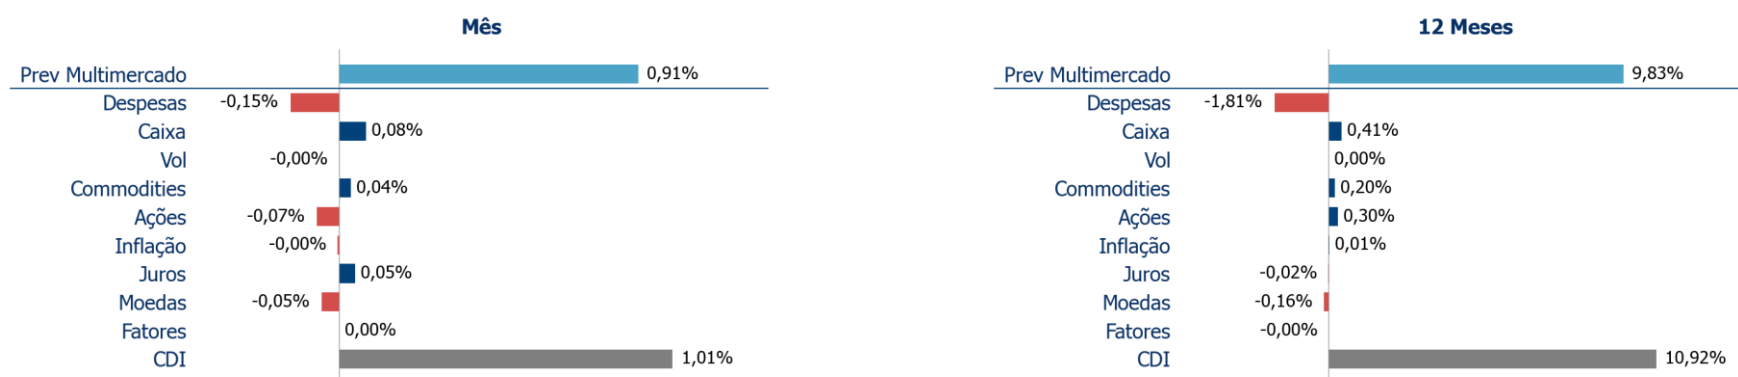 Mês
Prev Multimercado 0,91%
Despesas -0,15%
Caixa 0,08%
Vol -0,00%
Commodities 0,04%
Ações -0,07%
Inflação -0,00%
Juros 0,05%
Moedas -0,05%
Fatores 0,00%
CDI 1,01%
12 Meses
Prev Multimercado 9,83%
Despesas -1,81%
Caixa 0,41%
Vol 0,00%
Commodities 0,20%
Ações 0,30%
Inflação 0,01%
Juros -0,02%
Moedas -0,16%
Fatores -0,00%
CDI 10,92%